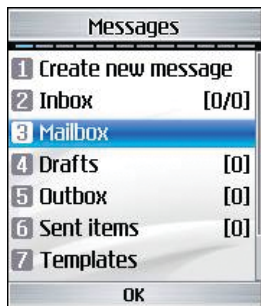 Messages
1 Create new message
2 Inbox [0/0]
3 Mailbox
4 Drafts [0]
5 Outbox [0]
6 Sent items [0]
7 Templates
OK